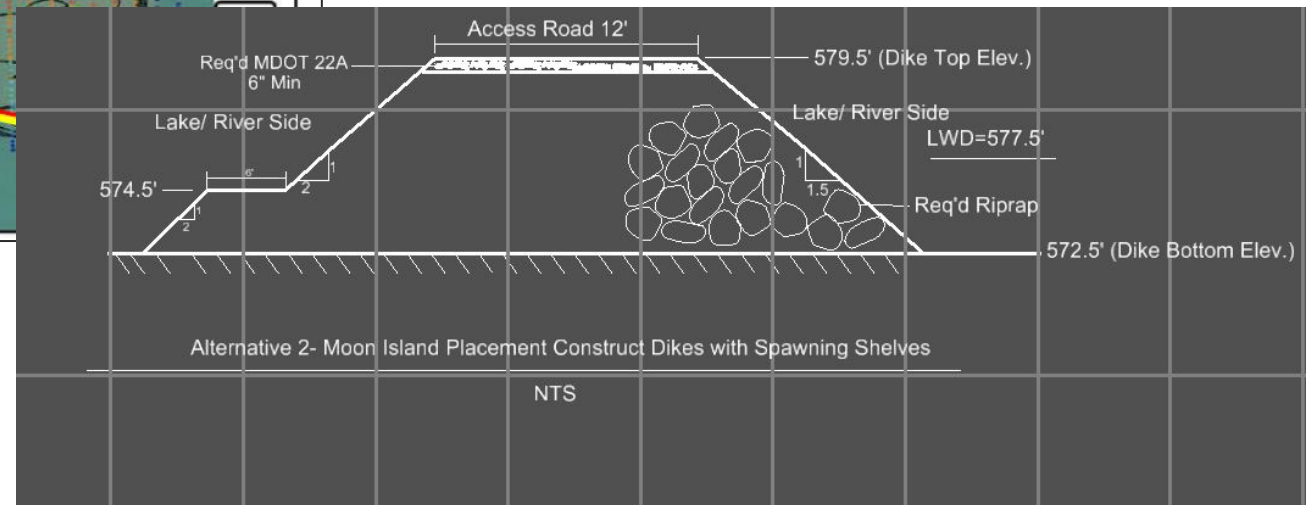 Access Road 12'
Req'd MDOT 22A
6" Min
579.5' (Dike Top Elev.)
Lake/ River Side
Lake/ River Side
LWD=577.5'
574.5'
6'
1
2
1
2
1
1.5
Req'd Riprap
572.5' (Dike Bottom Elev.)
Alternative 2- Moon Island Placement Construct Dikes with Spawning Shelves
NTS